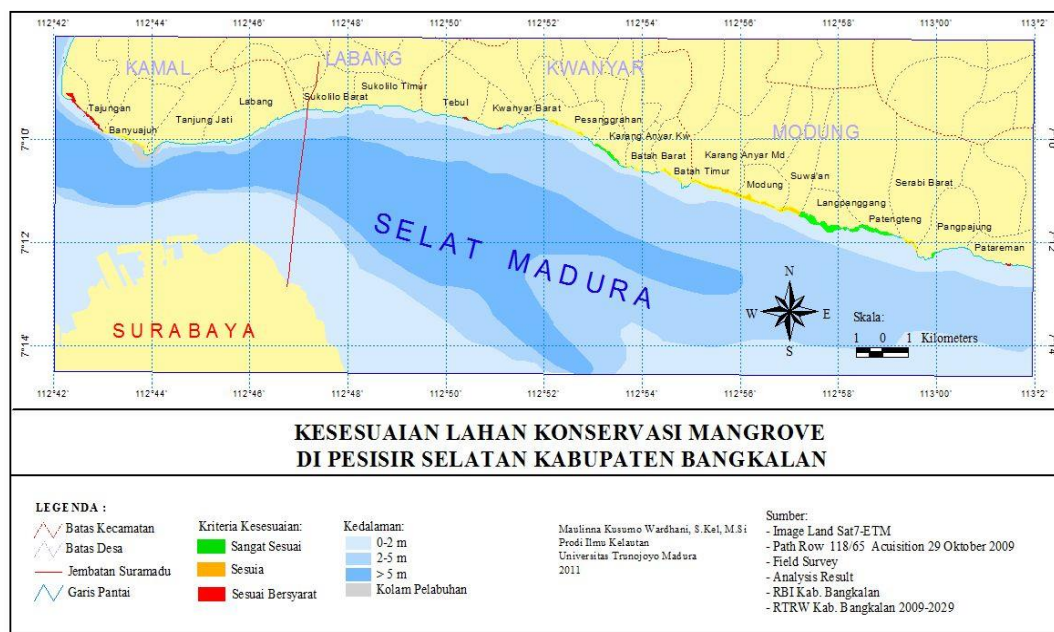 112°42' 112°44' 112°46' 112°48' 112°50' 112°52' 112°54' 112°56' 112°58' 113°00' 113°2'
KAMAL
LABANG
KWANYAR
MODUNG
Tajungan
Banyuajuh
Tanjung Jati
Labang
Sukolilo Barat
Sukolilo Timur
Tebul
Kwanyar Barat
Pesanggrahan
Karang Anyar Kw
Batah Barat
Batah Timur
Karang Anyar Md
Modung
Suwa'an
Langpanggang
Patengteng
Serabi Barat
Pangpajung
Patareman
7°10'
7°12'
7°14'
SELAT MADURA
SURABAYA
N
W E
S
Skala:
1 0 1 Kilometers
112°42' 112°44' 112°46' 112°48' 112°50' 112°52' 112°54' 112°56' 112°58' 113°00' 113°2'
KESESUAIAN LAHAN KONSERVASI MANGROVE
DI PESISIR SELATAN KABUPATEN BANGKALAN
LEGENDA :
Batas Kecamatan
Batas Desa
Jembatan Suramadu
Garis Pantai
Kriteria Kesesuaian:
Sangat Sesuai
Sesuia
Sesuai Bersyarat
Kedalaman:
0-2 m
2-5 m
> 5 m
Kolam Pelabuhan
Maulinna Kusumo Wardhani, S.Kel, M.Si
Prodi Ilmu Kelautan
Universitas Trunojoyo Madura
2011
Sumber:
- Image Land Sat7-ETM
- Path Row 118/65 Acuisition 29 Oktober 2009
- Field Survey
- Analysis Result
- RBI Kab. Bangkalan
- RTRW Kab. Bangkalan 2009-2029